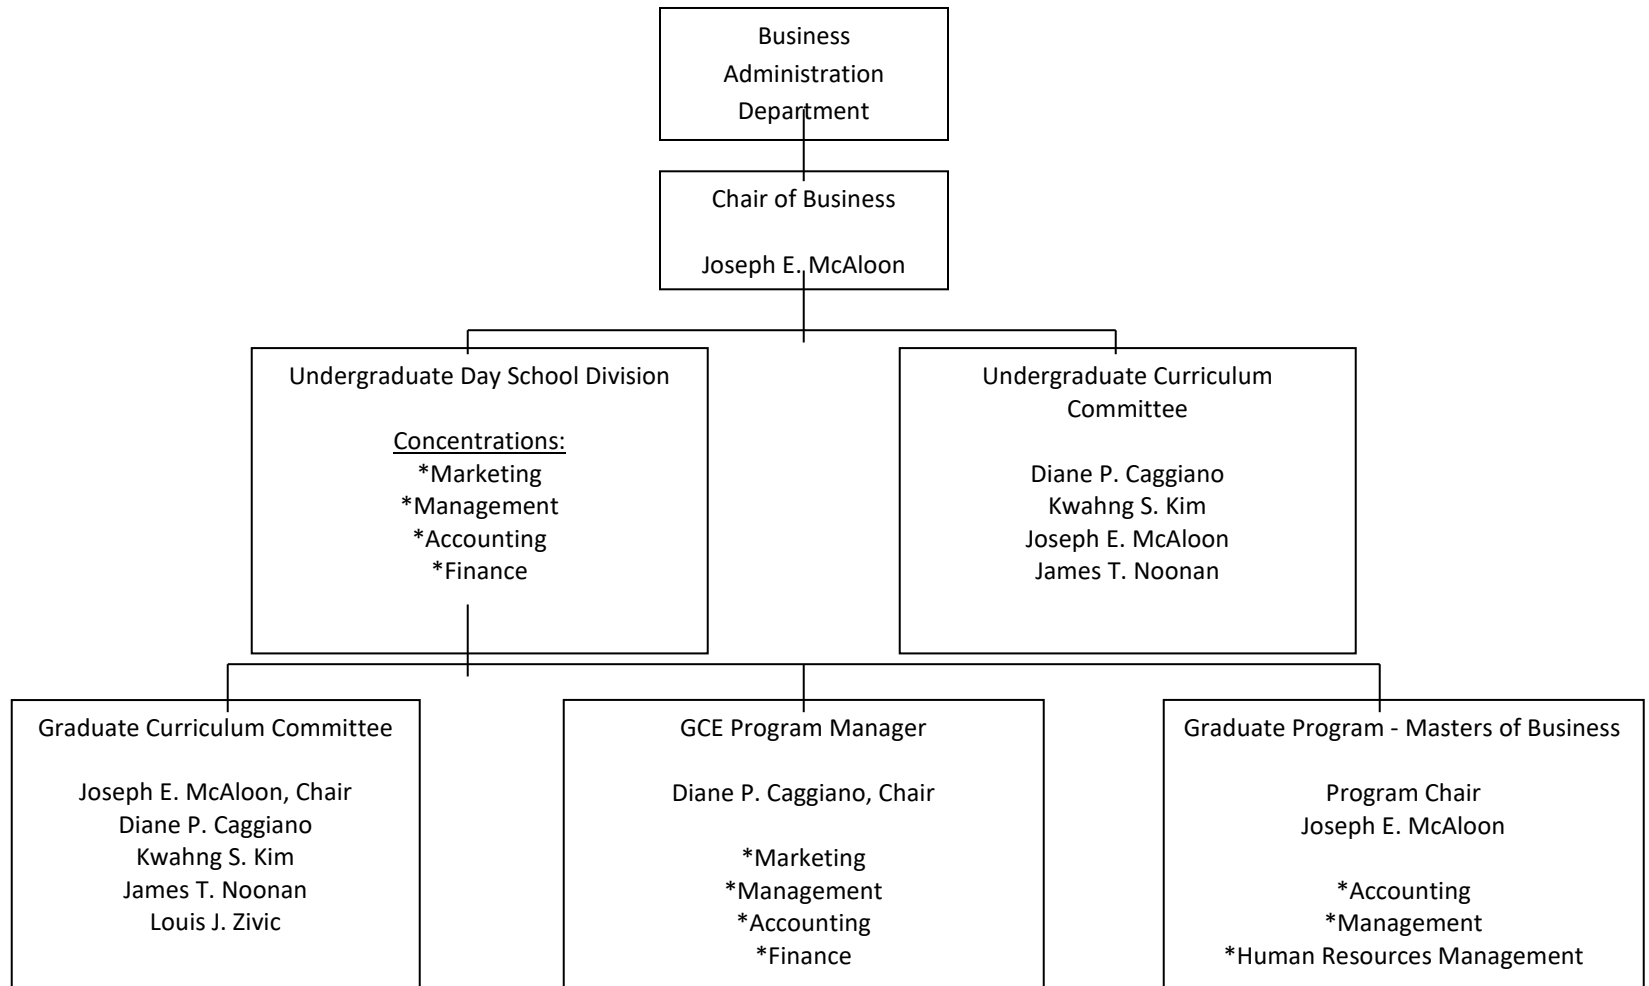 Business
Administration
Department
Chair of Business
Joseph E. McAloon
Undergraduate Day School Division
Concentrations:
*Marketing
*Management
*Accounting
*Finance
Undergraduate Curriculum
Committee
Diane P. Caggiano
Kwahng S. Kim
Joseph E. McAloon
James T. Noonan
Graduate Curriculum Committee
Joseph E. McAloon, Chair
Diane P. Caggiano
Kwahng S. Kim
James T. Noonan
Louis J. Zivic
GCE Program Manager
Diane P. Caggiano, Chair
*Marketing
*Management
*Accounting
*Finance
Graduate Program - Masters of Business
Program Chair
Joseph E. McAloon
*Accounting
*Management
*Human Resources Management